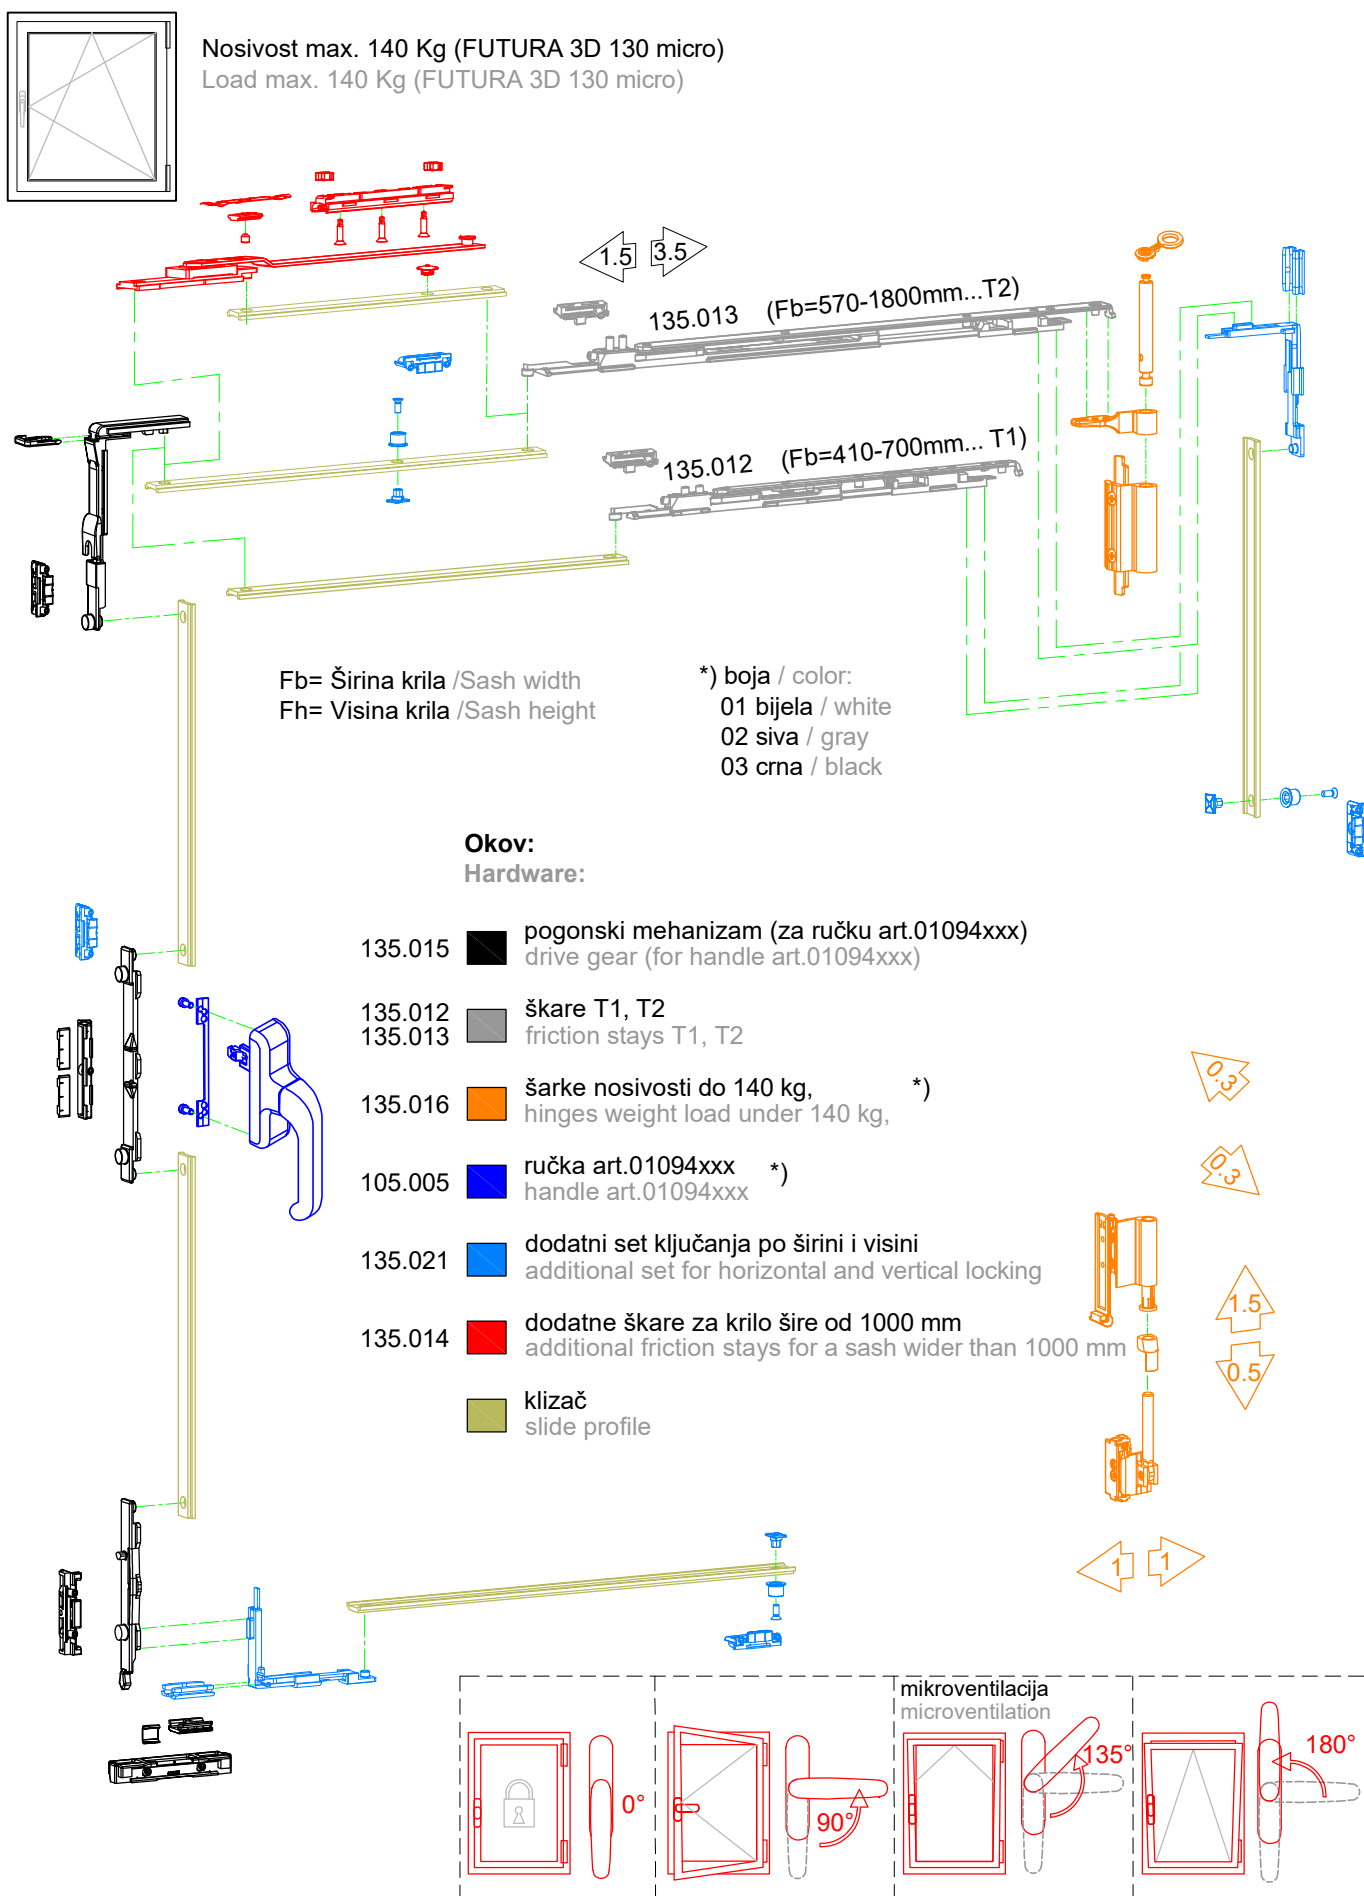 Nosivost max. 140 Kg (FUTURA 3D 130 micro)
Load max. 140 Kg (FUTURA 3D 130 micro)
1.5 3.5
135.013 (Fb=570-1800mm...T2)
135.012 (Fb=410-700mm... T1)
Fb= Širina krila /Sash width
Fh= Visina krila /Sash height
*) boja / color:
01 bijela / white
02 siva / gray
03 crna / black
Okov:
Hardware:
135.015 pogonski mehanizam (za ručku art.01094xxx)
drive gear (for handle art.01094xxx)
135.012 škare T1, T2
135.013 friction stays T1, T2
135.016 šarke nosivosti do 140 kg, *)
hinges weight load under 140 kg,
105.005 ručka art.01094xxx *)
handle art.01094xxx
135.021 dodatni set ključanja po širini i visini
additional set for horizontal and vertical locking
135.014 dodatne škare za krilo šire od 1000 mm
additional friction stays for a sash wider than 1000 mm
klizač
slide profile
0.3
0.3
1.5
0.5
1 1
mikroventilacija
microventilation
0°
90°
135°
180°